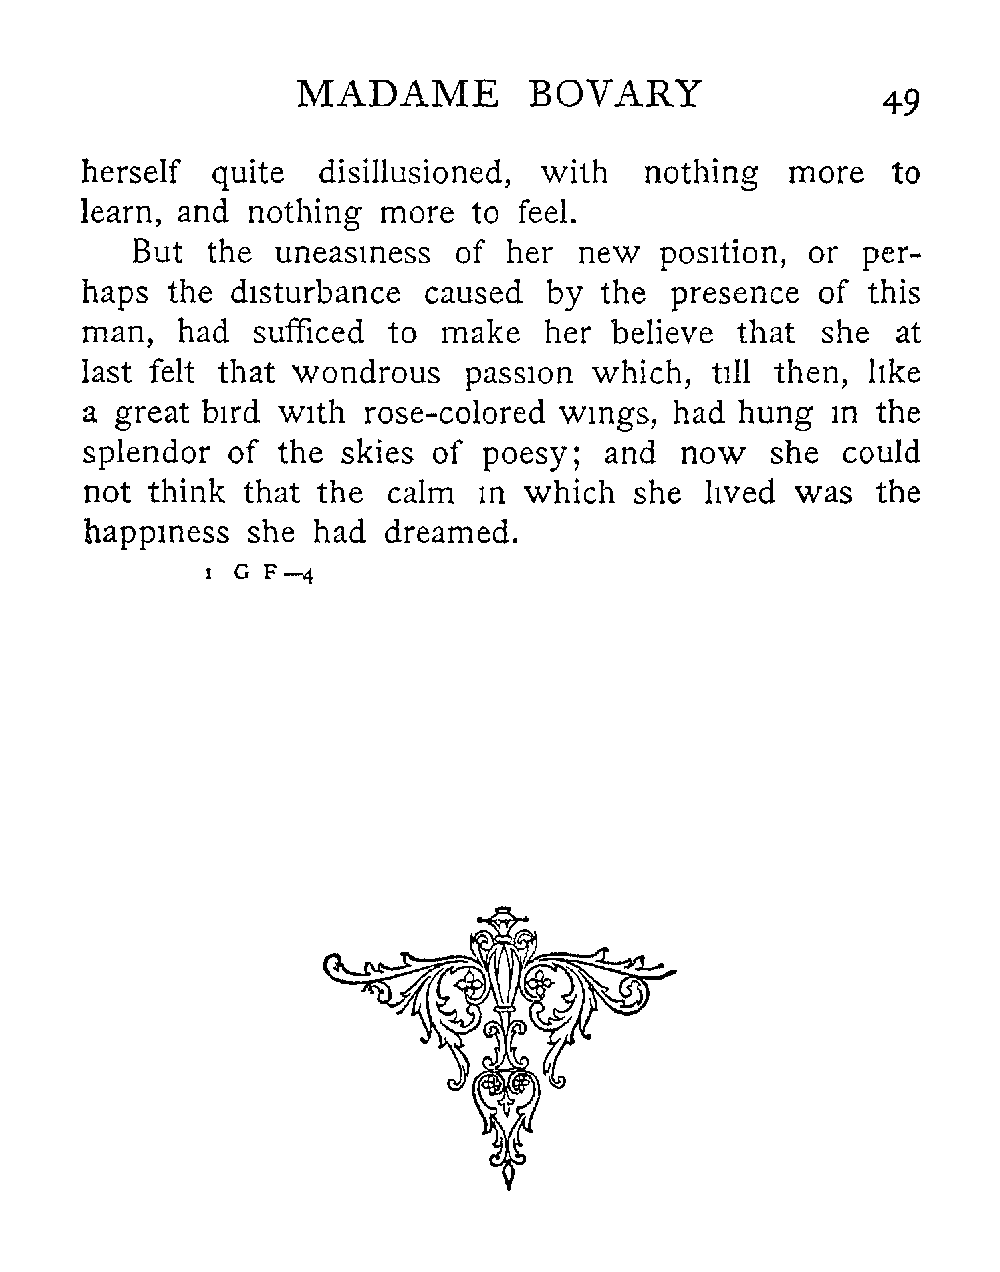 MADAME BOVARY 49
herself quite disillusioned, with nothing more to
learn, and nothing more to feel.
But the uneasiness of her new position, or per-
haps the disturbance caused by the presence of this
man, had sufficed to make her believe that she at
last felt that wondrous passion which, till then, like
a great bird with rose-colored wings, had hung in the
splendor of the skies of poesy; and now she could
not think that the calm in which she lived was the
happiness she had dreamed.
1 G F—4